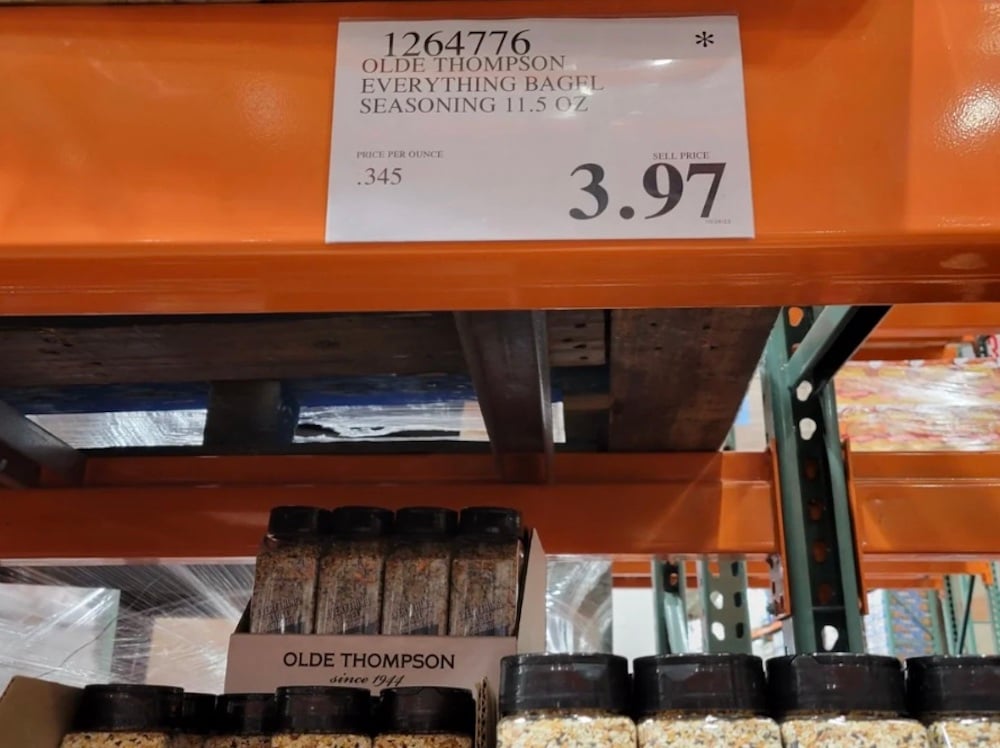 1264776
*
OLDE THOMPSON
EVERYTHING BAGEL
SEASONING 11.5 OZ
PRICE PER OUNCE
SELL PRICE
.345
3.97
OLDE THOMPSON
since 1944